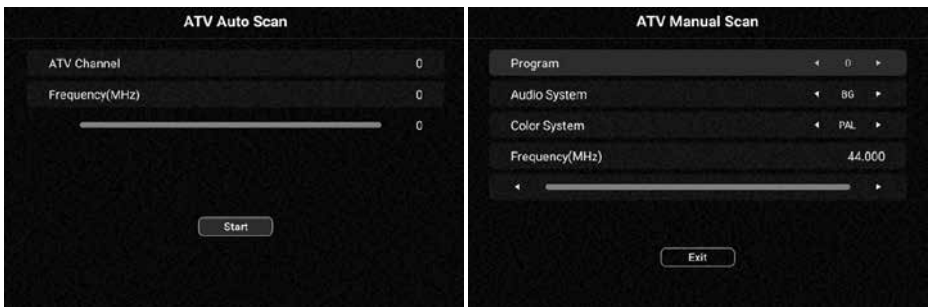 ATV Auto Scan
ATV Channel 0
Frequency(MHz) 0
0
Start
ATV Manual Scan
Program 0
Audio System BG
Color System PAL
Frequency(MHz) 44.000
Exit